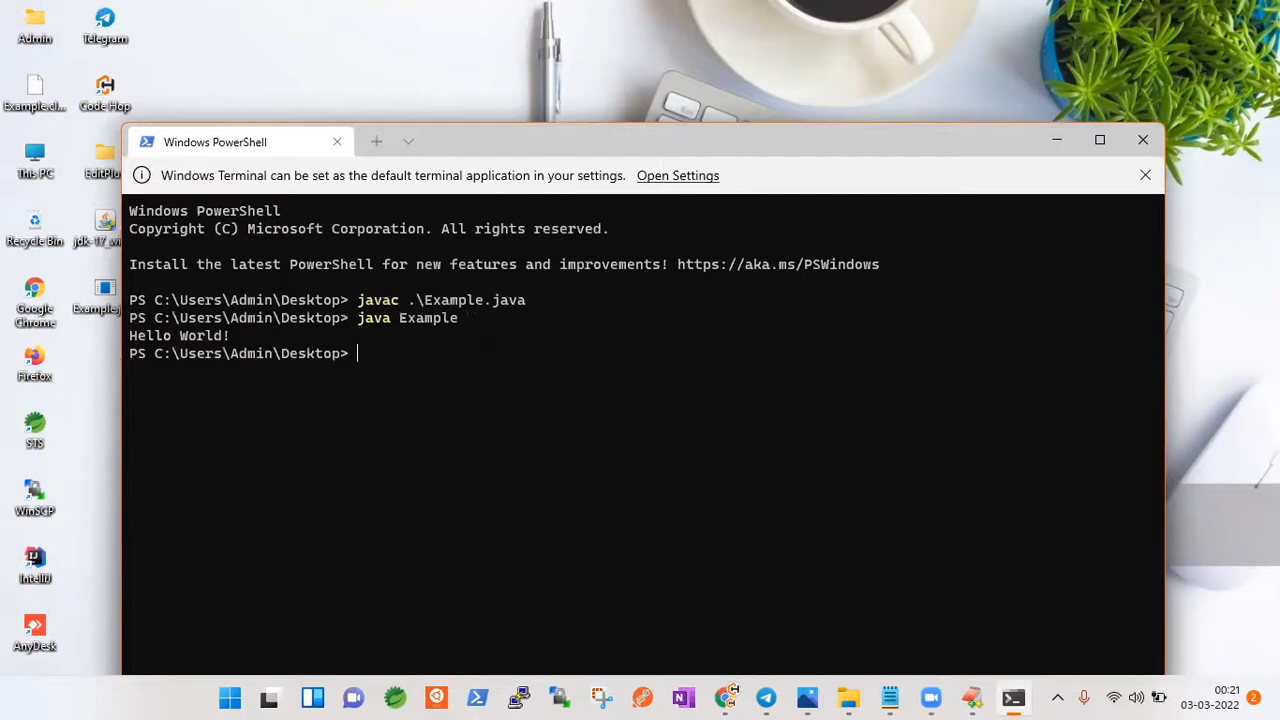 Admin
Telegram
Example.cl...
Code Hop
This PC
EditPlu
Recycle Bin
jdk-17_wi
Google
Chrome
Example.j
Firefox
STS
WinSCP
IntelliJ
AnyDesk
Windows PowerShell
Windows Terminal can be set as the default terminal application in your settings. Open Settings
Windows PowerShell
Copyright (C) Microsoft Corporation. All rights reserved.
Install the latest PowerShell for new features and improvements! https://aka.ms/PSWindows
PS C:\Users\Admin\Desktop> javac .\Example.java
PS C:\Users\Admin\Desktop> java Example
Hello World!
PS C:\Users\Admin\Desktop>
00:21
03-03-2022
2